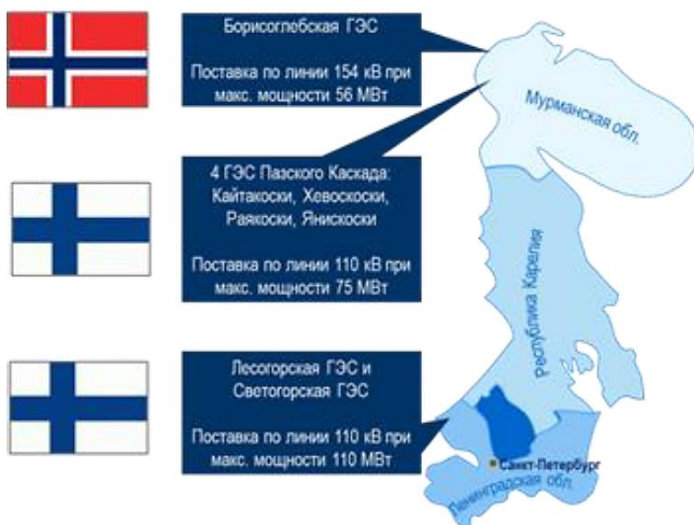 Борисоглебская ГЭС
Поставка по линии 154 кВ при
макс. мощности 56 МВт
Мурманская обл.
4 ГЭС Пазского Каскада:
Кайтакоски, Хевоскоски,
Раякоски, Янискоски
Поставка по линии 110 кВ при
макс. мощности 75 МВт
Республика Карелия
Лесогорская ГЭС и
Светогорская ГЭС
Поставка по линии 110 кВ при
макс. мощности 110 МВт
Санкт-Петербург
Ленинградская обл.